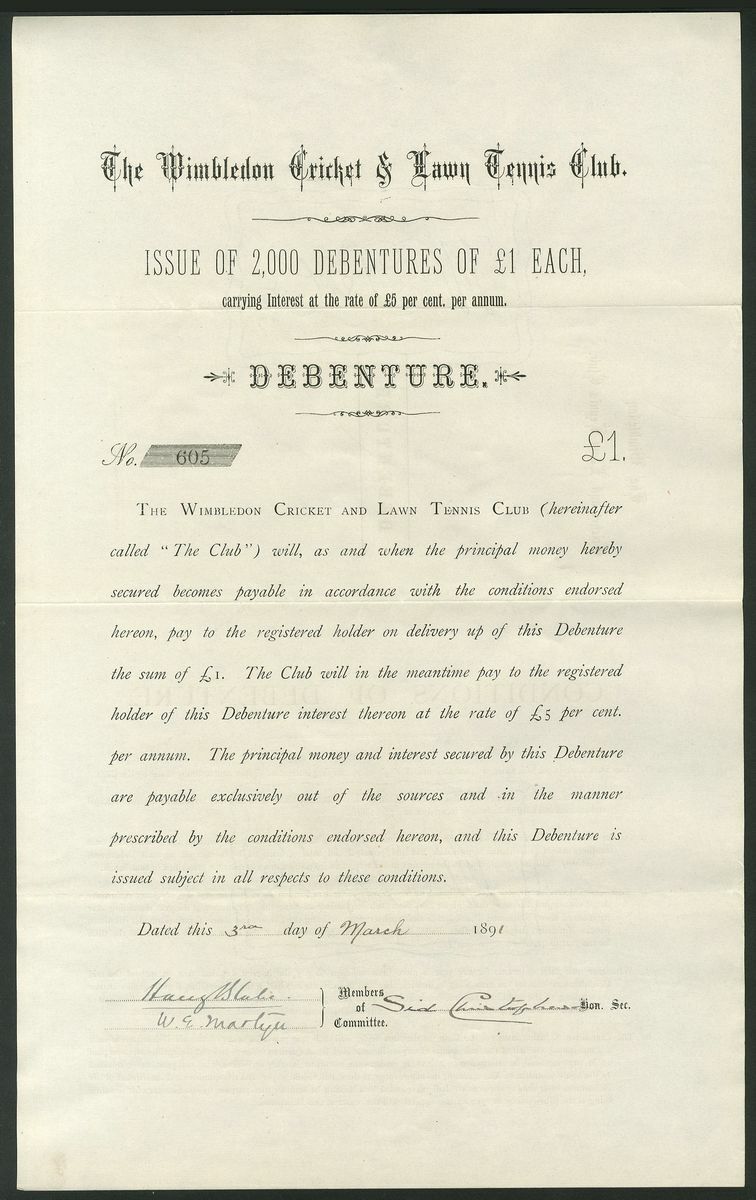 The Wimbledon Cricket & Lawn Tennis Club.
ISSUE OF 2,000 DEBENTURES OF £1 EACH,
carrying Interest at the rate of £5 per cent. per annum.
DEBENTURE.
No. 605 £1.
THE WIMBLEDON CRICKET AND LAWN TENNIS CLUB (hereinafter
called "The Club") will, as and when the principal money hereby
secured becomes payable in accordance with the conditions endorsed
hereon, pay to the registered holder on delivery up of this Debenture
the sum of £1. The Club will in the meantime pay to the registered
holder of this Debenture interest thereon at the rate of £5 per cent.
per annum. The principal money and interest secured by this Debenture
are payable exclusively out of the sources and in the manner
prescribed by the conditions endorsed hereon, and this Debenture is
issued subject in all respects to these conditions.
Dated this 3rd day of March 1891
Members
of
Committee.
W. E. Martyn
Sid Christopherson Hon. Sec.